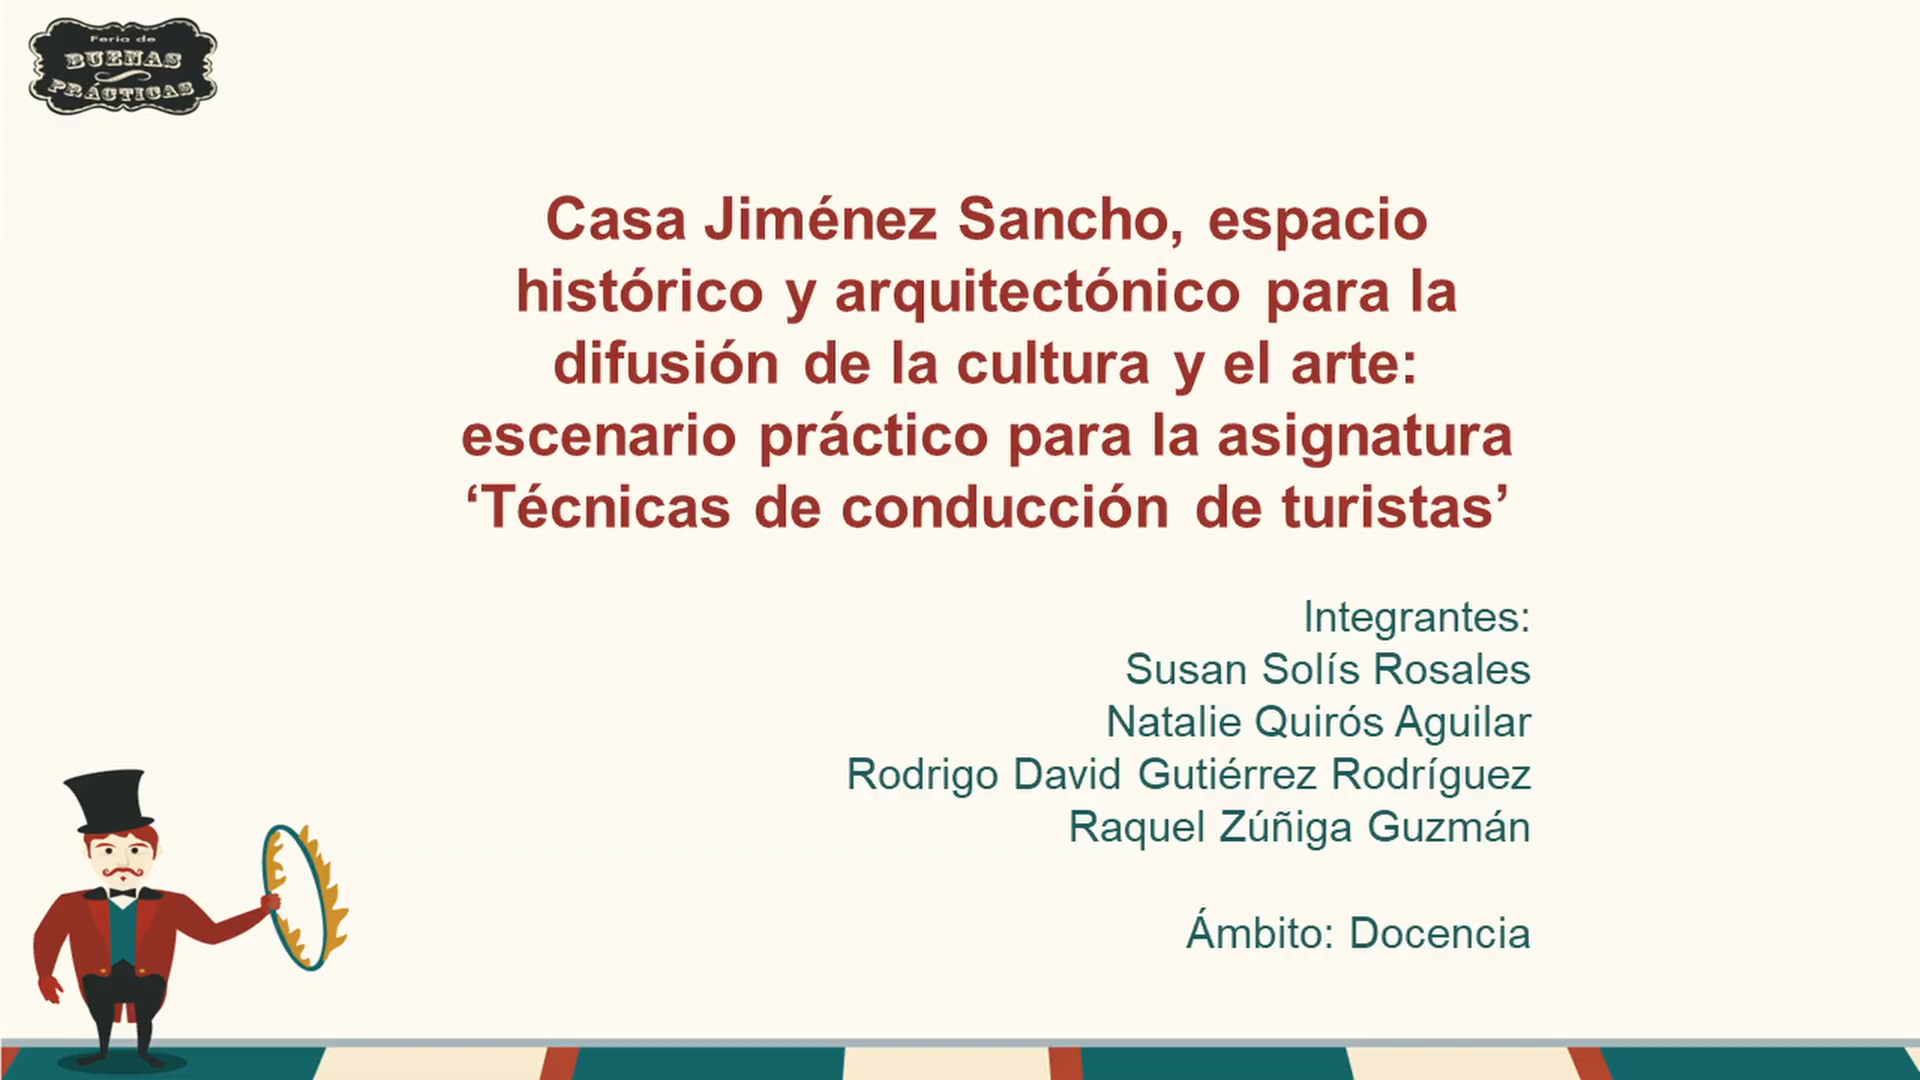 Feria de
BUENAS
PRÁCTICAS
Casa Jiménez Sancho, espacio
histórico y arquitectónico para la
difusión de la cultura y el arte:
escenario práctico para la asignatura
‘Técnicas de conducción de turistas’
Integrantes:
Susan Solís Rosales
Natalie Quirós Aguilar
Rodrigo David Gutiérrez Rodríguez
Raquel Zúñiga Guzmán
Ámbito: Docencia